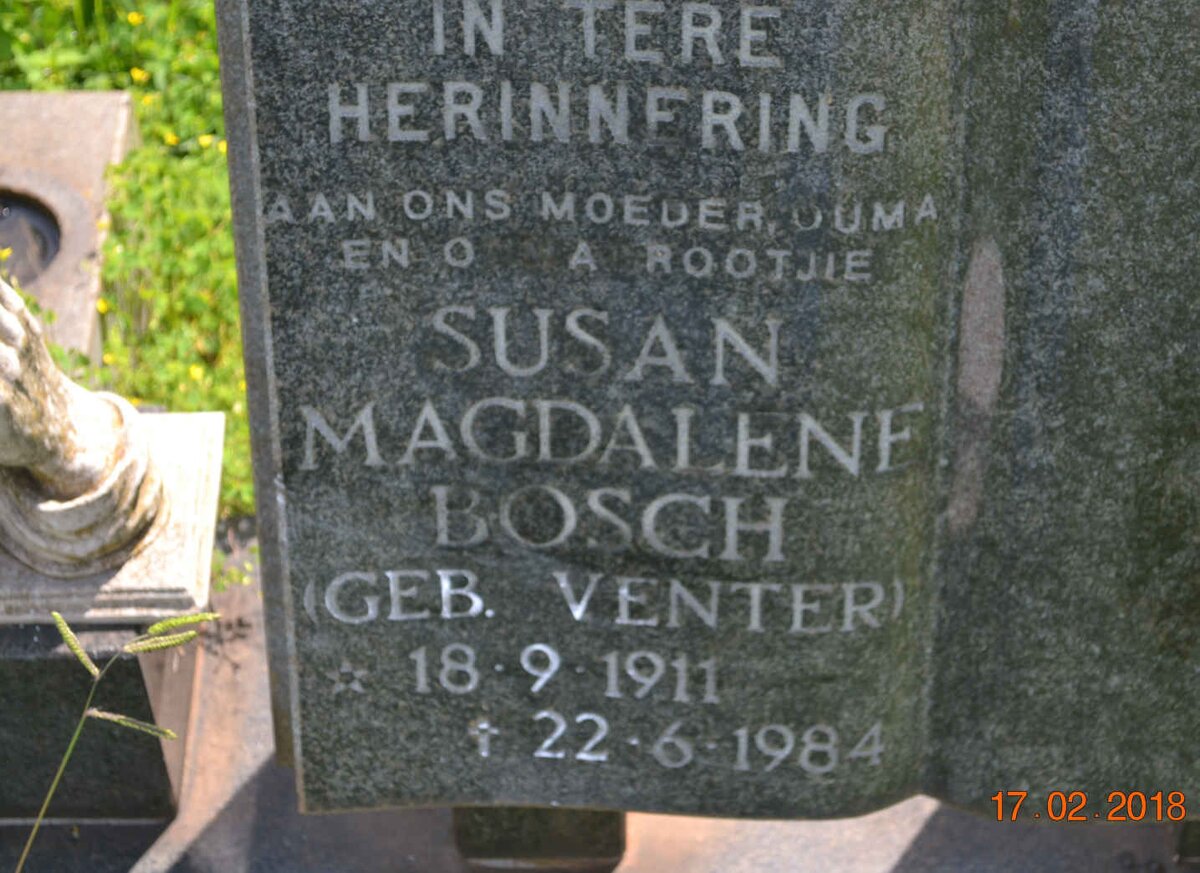 IN TERE
HERINNERING
AAN ONS MOEDER, OUMA
EN A ROOTJIE
SUSAN
MAGDALENE
BOSCH
(GEB. VENTER)
☆ 18·9·1911
✝ 22·6·1984
17.02.2018